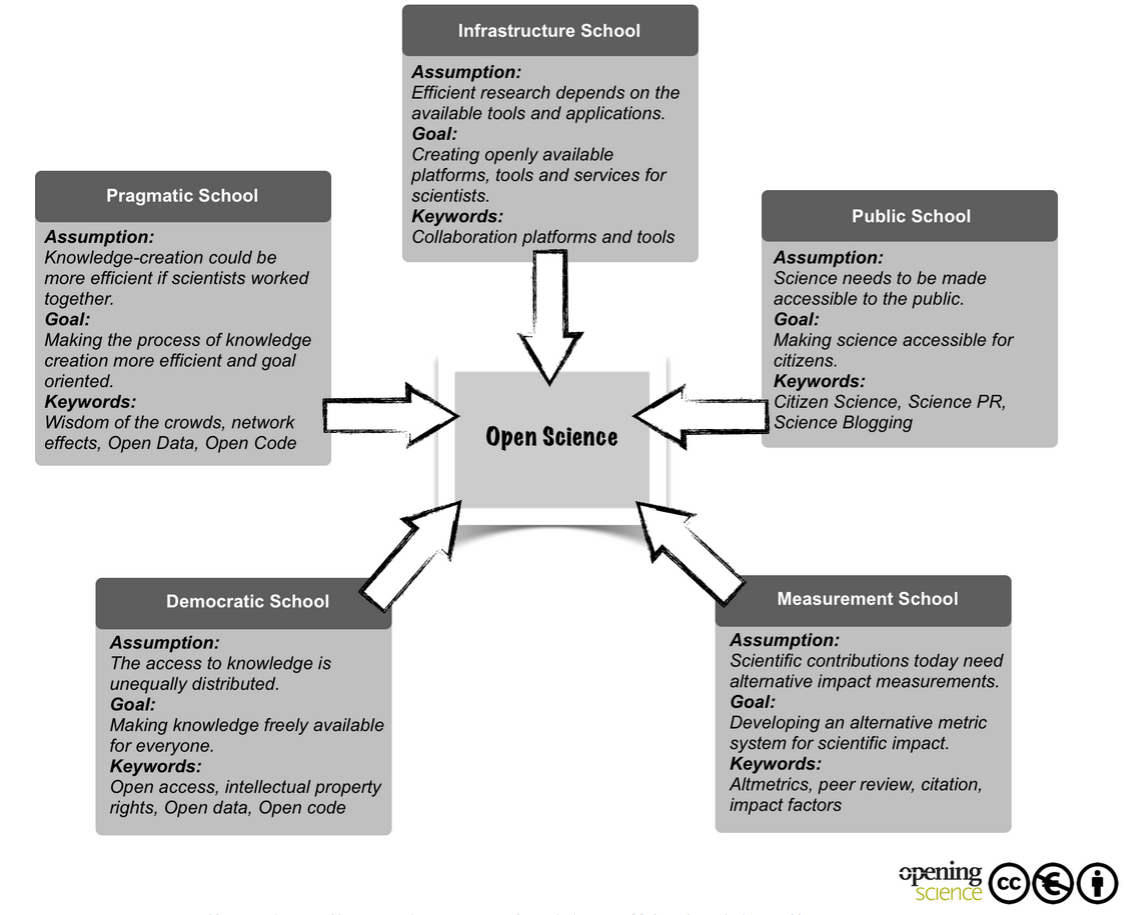 Infrastructure School
Assumption:
Efficient research depends on the
available tools and applications.
Goal:
Creating openly available
platforms, tools and services for
scientists.
Keywords:
Collaboration platforms and tools
Pragmatic School
Assumption:
Knowledge-creation could be
more efficient if scientists worked
together.
Goal:
Making the process of knowledge
creation more efficient and goal
oriented.
Keywords:
Wisdom of the crowds, network
effects, Open Data, Open Code
Public School
Assumption:
Science needs to be made
accessible to the public.
Goal:
Making science accessible for
citizens.
Keywords:
Citizen Science, Science PR,
Science Blogging
Open Science
Democratic School
Assumption:
The access to knowledge is
unequally distributed.
Goal:
Making knowledge freely available
for everyone.
Keywords:
Open access, intellectual property
rights, Open data, Open code
Measurement School
Assumption:
Scientific contributions today need
alternative impact measurements.
Goal:
Developing an alternative metric
system for scientific impact.
Keywords:
Altmetrics, peer review, citation,
impact factors
opening
science
cc
€